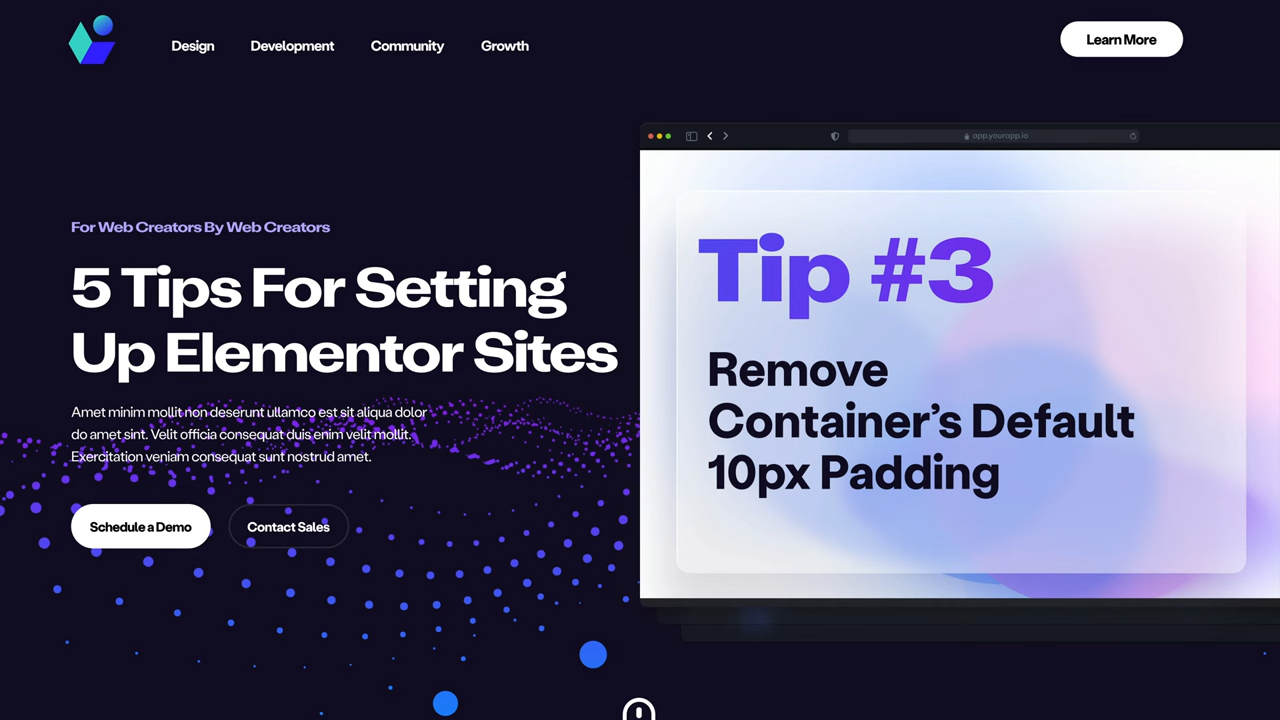 Design
Development
Community
Growth
Learn More
app.yourapp.io
For Web Creators By Web Creators
5 Tips For Setting
Up Elementor Sites
Amet minim mollit non deserunt ullamco est sit aliqua dolor
do amet sint. Velit officia consequat duis enim velit mollit.
Exercitation veniam consequat sunt nostrud amet.
Schedule a Demo
Contact Sales
Tip #3
Remove
Container’s Default
10px Padding